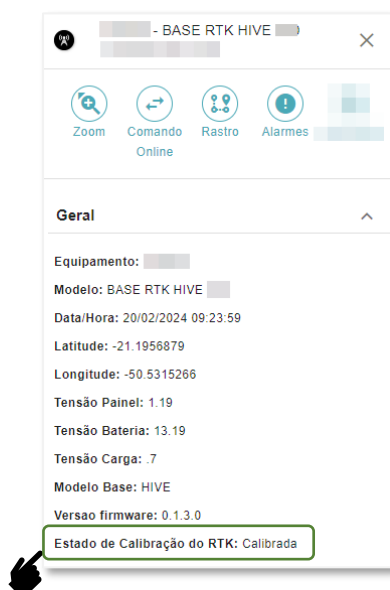 - BASE RTK HIVE
Zoom
Comando
Online
Rastro
Alarmes
Geral
Equipamento:
Modelo: BASE RTK HIVE
Data/Hora: 20/02/2024 09:23:59
Latitude: -21.1956879
Longitude: -50.5315266
Tensão Painel: 1.19
Tensão Bateria: 13.19
Tensão Carga: .7
Modelo Base: HIVE
Versao firmware: 0.1.3.0
Estado de Calibração do RTK: Calibrada